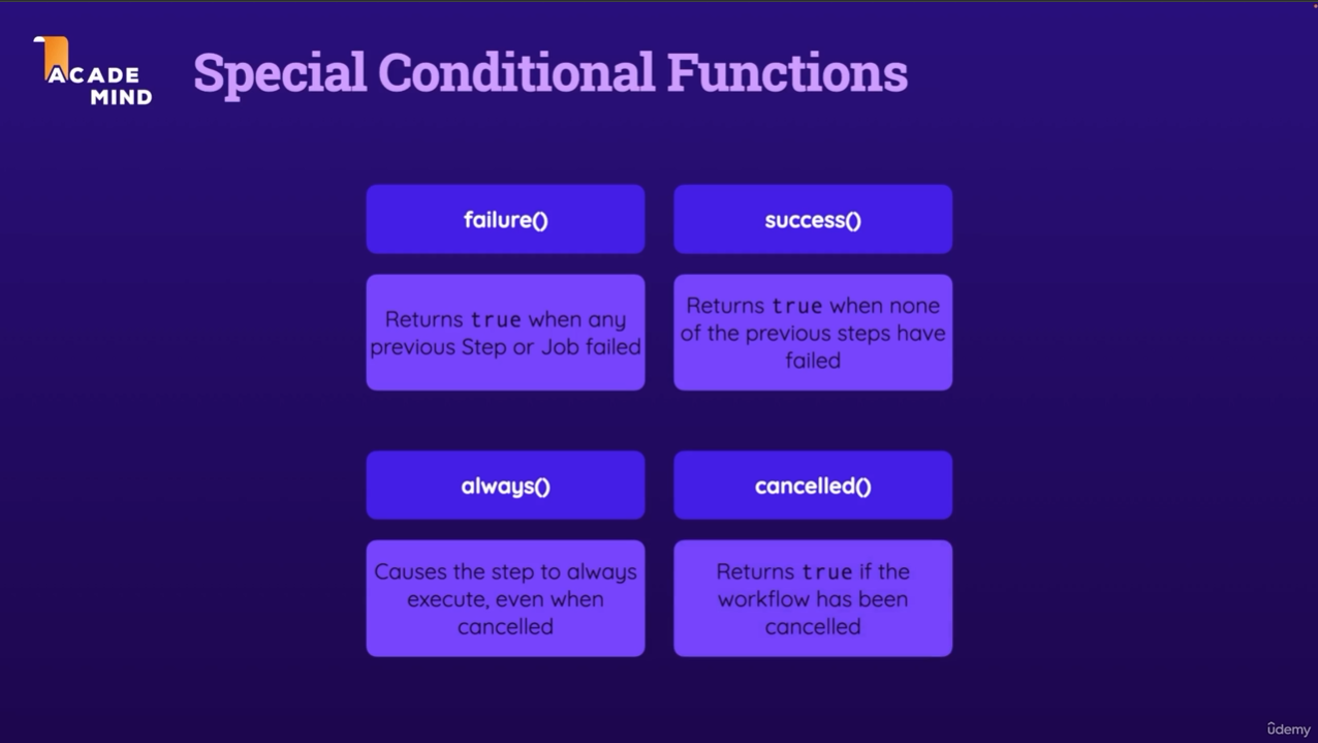 ACADE
MIND
Special Conditional Functions
failure()
success()
Returns true when any
previous Step or Job failed
Returns true when none
of the previous steps have
failed
always()
cancelled()
Causes the step to always
execute, even when
cancelled
Returns true if the
workflow has been
cancelled
ûdemy